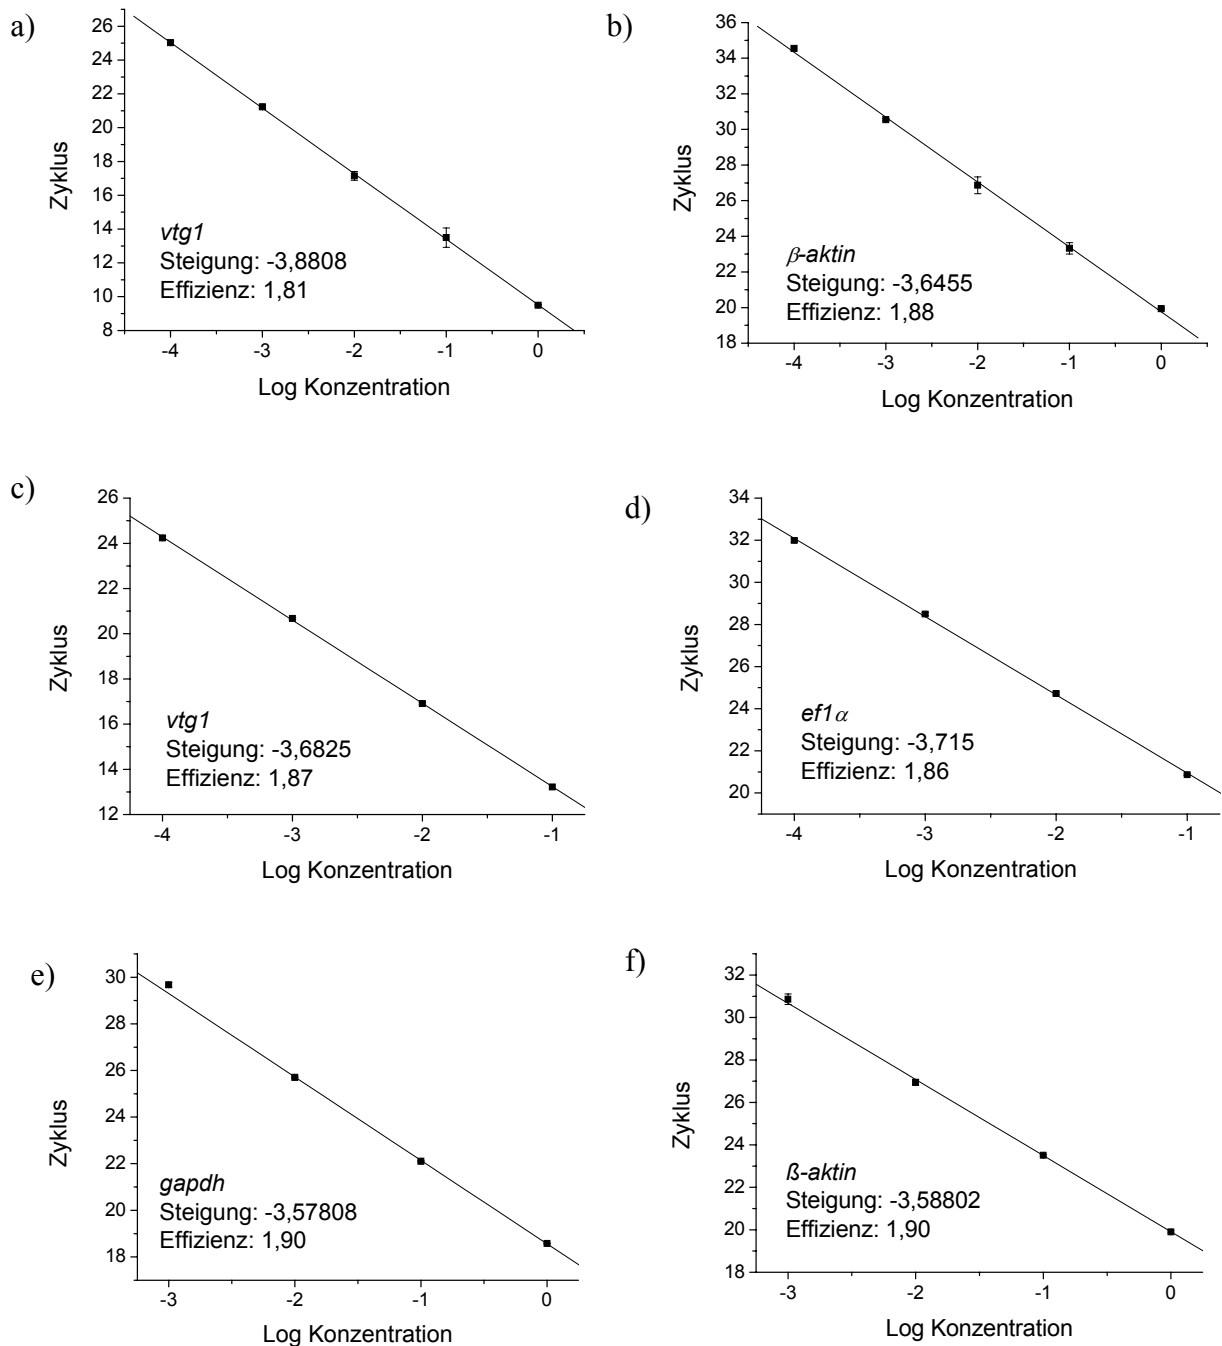 a)
26
24
22
20
18
16
14
12
10
8
Zyklus
vtg1
Steigung: -3,8808
Effizienz: 1,81
-4 -3 -2 -1 0
Log Konzentration
b)
36
34
32
30
28
26
24
22
20
18
Zyklus
β-aktin
Steigung: -3,6455
Effizienz: 1,88
-4 -3 -2 -1 0
Log Konzentration
c)
26
24
22
20
18
16
14
12
Zyklus
vtg1
Steigung: -3,6825
Effizienz: 1,87
-4 -3 -2 -1
Log Konzentration
d)
34
32
30
28
26
24
22
20
Zyklus
ef1α
Steigung: -3,715
Effizienz: 1,86
-4 -3 -2 -1
Log Konzentration
e)
30
28
26
24
22
20
18
Zyklus
gapdh
Steigung: -3,57808
Effizienz: 1,90
-3 -2 -1 0
Log Konzentration
f)
32
30
28
26
24
22
20
18
Zyklus
ß-aktin
Steigung: -3,58802
Effizienz: 1,90
-3 -2 -1 0
Log Konzentration